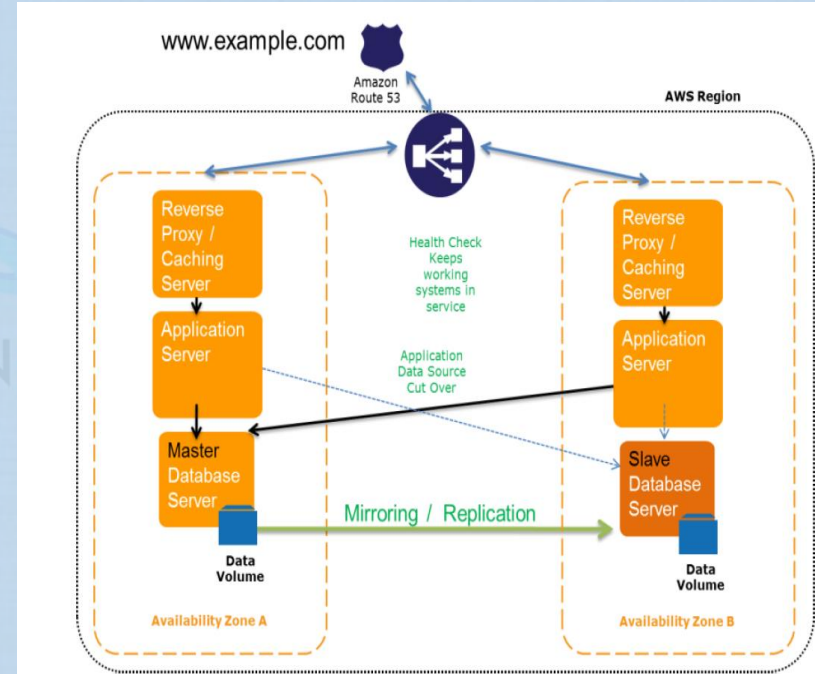 www.example.com
Amazon
Route 53
AWS Region
Reverse
Proxy /
Caching
Server
Application
Server
Master
Database
Server
Data
Volume
Availability Zone A
Health Check
Keeps
working
systems in
service
Application
Data Source
Cut Over
Mirroring / Replication
Reverse
Proxy /
Caching
Server
Application
Server
Slave
Database
Server
Data
Volume
Availability Zone B